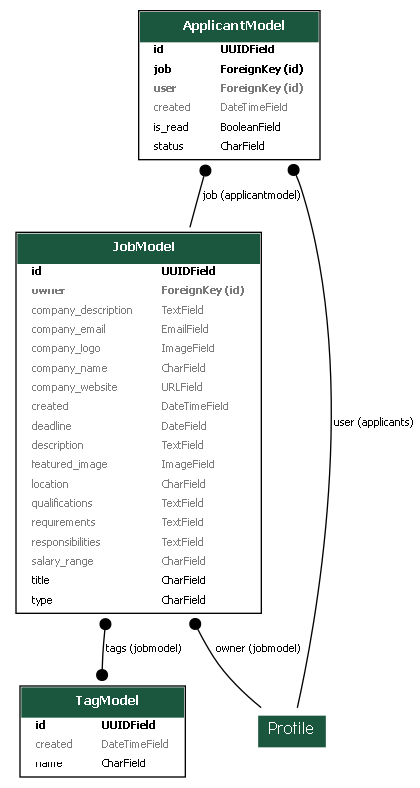 ApplicantModel
id UUIDField
job ForeignKey (id)
user ForeignKey (id)
created DateTimeField
is_read BooleanField
status CharField
job (applicantmodel)
JobModel
id UUIDField
owner ForeignKey (id)
company_description TextField
company_email EmailField
company_logo ImageField
company_name CharField
company_website URLField
created DateTimeField
deadline DateField
description TextField
featured_image ImageField
location CharField
qualifications TextField
requirements TextField
responsibilities TextField
salary_range CharField
title CharField
type CharField
user (applicants)
tags (jobmodel)
owner (jobmodel)
TagModel
id UUIDField
created DateTimeField
name CharField
Profile